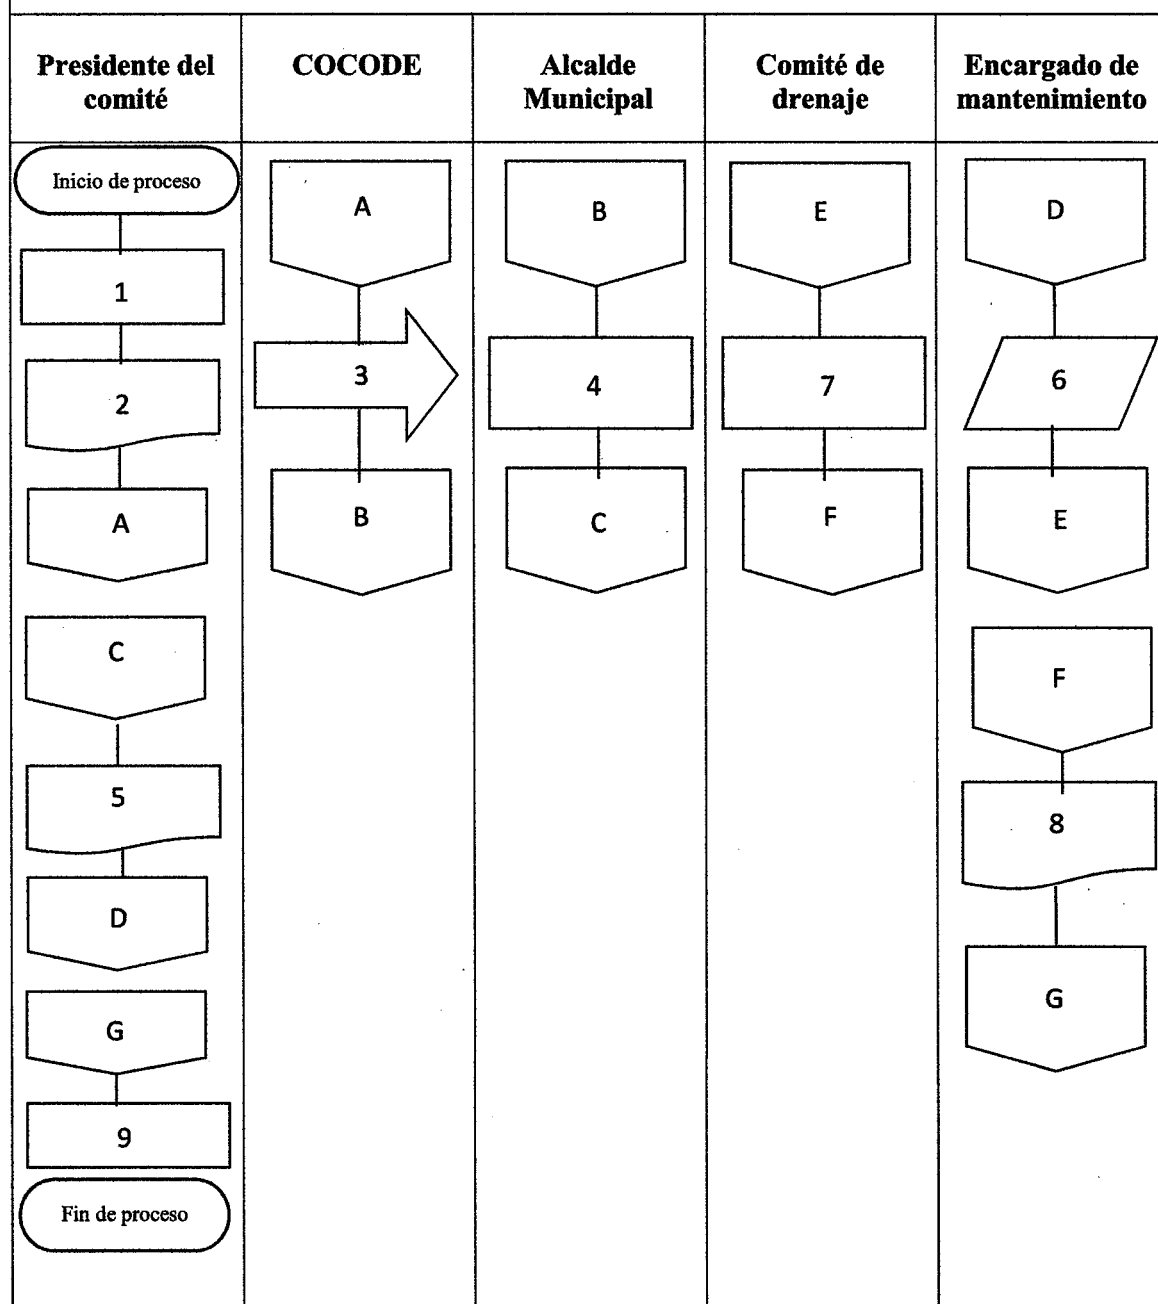 Presidente del
comité
COCODE
Alcalde
Municipal
Comité de
drenaje
Encargado de
mantenimiento
Inicio de proceso
1
2
A
C
5
D
G
9
Fin de proceso
A
3
B
B
4
C
E
7
F
D
6
E
F
8
G